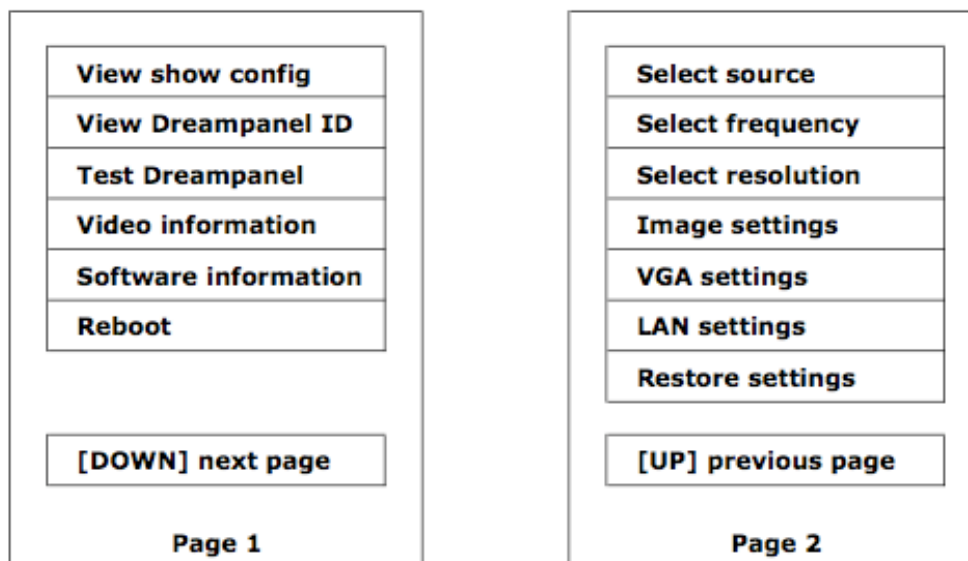 View show config
View Dreampanel ID
Test Dreampanel
Video information
Software information
Reboot
[DOWN] next page
Page 1
Select source
Select frequency
Select resolution
Image settings
VGA settings
LAN settings
Restore settings
[UP] previous page
Page 2